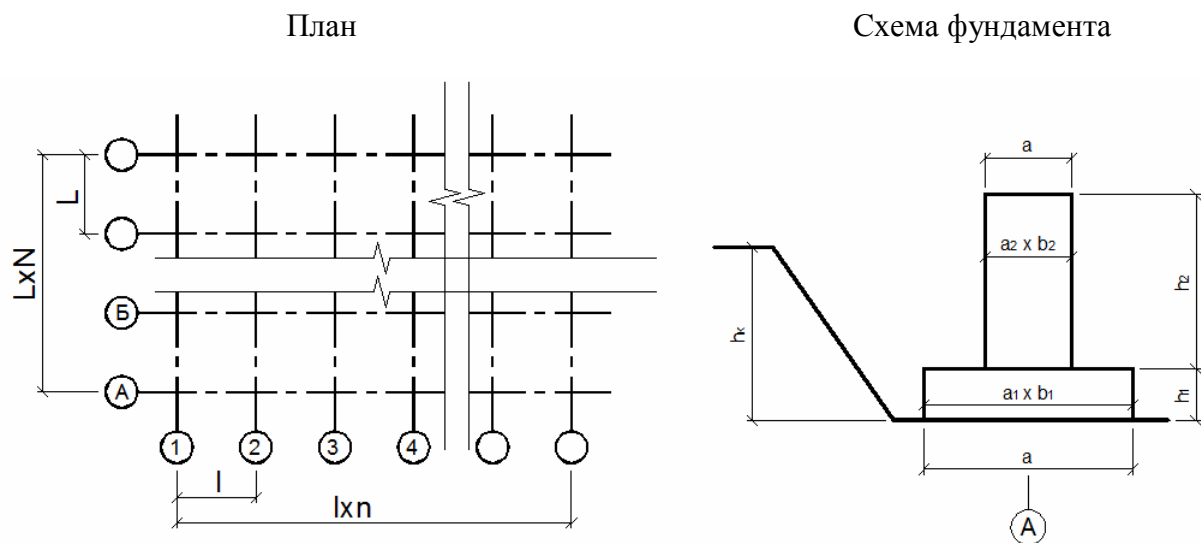 План
Схема фундамента
L
LxN
Б
А
1
2
3
4
l
lxn
a
a₂ x b₂
h₂
hк
a₁ x b₁
h₁
a
А